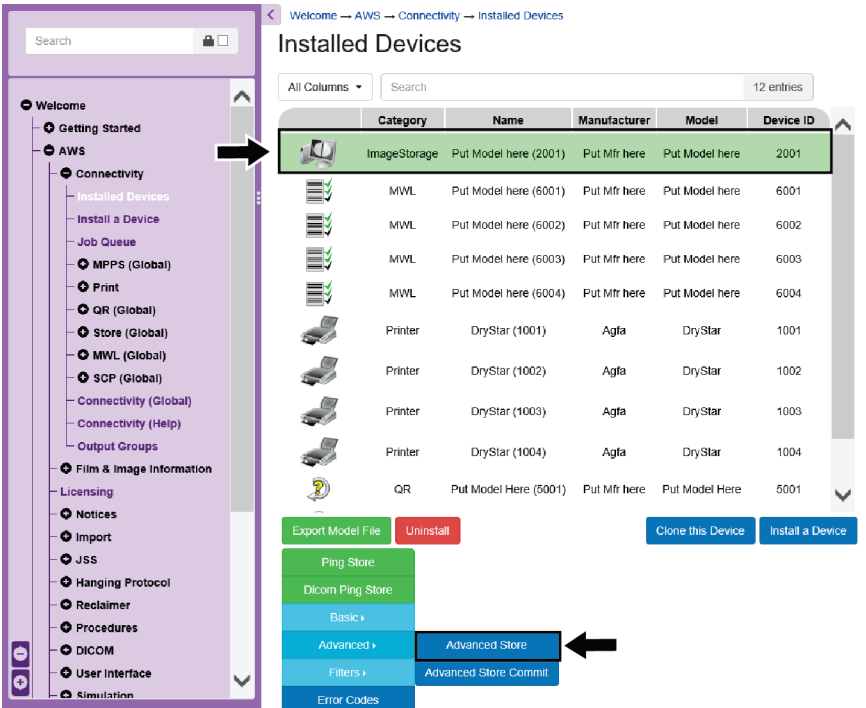 Search
Welcome
Getting Started
AWS
Connectivity
Installed Devices
Install a Device
Job Queue
MPPS (Global)
Print
QR (Global)
Store (Global)
MWL (Global)
SCP (Global)
Connectivity (Global)
Connectivity (Help)
Output Groups
Film & Image Information
Licensing
Notices
Import
JSS
Hanging Protocol
Reclaimer
Procedures
DICOM
User Interface
Simulation
Welcome → AWS → Connectivity → Installed Devices
Installed Devices
All Columns Search 12 entries
Category Name Manufacturer Model Device ID
ImageStorage Put Model here (2001) Put Mfr here Put Model here 2001
MWL Put Model here (6001) Put Mfr here Put Model here 6001
MWL Put Model here (6002) Put Mfr here Put Model here 6002
MWL Put Model here (6003) Put Mfr here Put Model here 6003
MWL Put Model here (6004) Put Mfr here Put Model here 6004
Printer DryStar (1001) Agfa DryStar 1001
Printer DryStar (1002) Agfa DryStar 1002
Printer DryStar (1003) Agfa DryStar 1003
Printer DryStar (1004) Agfa DryStar 1004
QR Put Model Here (5001) Put Mfr here Put Model Here 5001
Export Model File Uninstall Clone this Device Install a Device
Ping Store
Dicom Ping Store
Basic
Advanced Advanced Store
Filters Advanced Store Commit
Error Codes